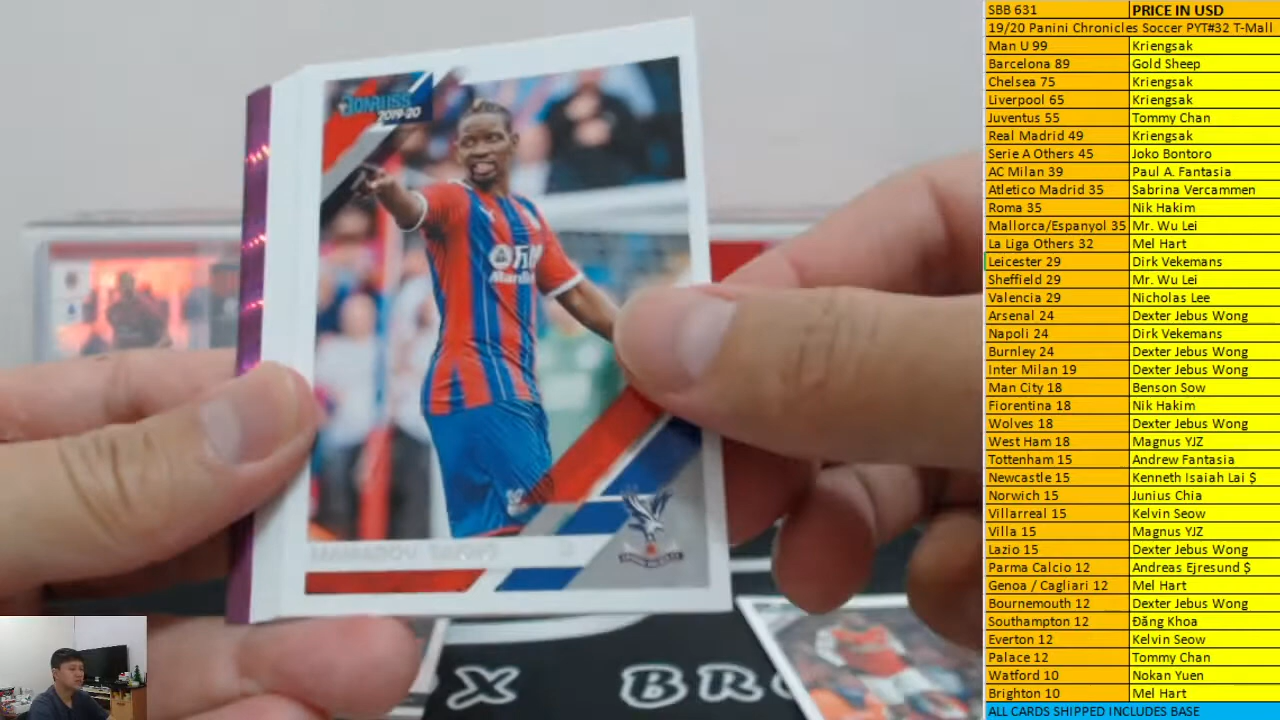 SBB 631 PRICE IN USD
19/20 Panini Chronicles Soccer PYT#32 T-Mall
Man U 99 Kriengsak
Barcelona 89 Gold Sheep
Chelsea 75 Kriengsak
Liverpool 65 Kriengsak
Juventus 55 Tommy Chan
Real Madrid 49 Kriengsak
Serie A Others 45 Joko Bontoro
AC Milan 39 Paul A. Fantasia
Atletico Madrid 35 Sabrina Vercammen
Roma 35 Nik Hakim
Mallorca/Espanyol 35 Mr. Wu Lei
La Liga Others 32 Mel Hart
Leicester 29 Dirk Vekemans
Sheffield 29 Mr. Wu Lei
Valencia 29 Nicholas Lee
Arsenal 24 Dexter Jebus Wong
Napoli 24 Dirk Vekemans
Burnley 24 Dexter Jebus Wong
Inter Milan 19 Dexter Jebus Wong
Man City 18 Benson Sow
Fiorentina 18 Nik Hakim
Wolves 18 Dexter Jebus Wong
West Ham 18 Magnus YJZ
Tottenham 15 Andrew Fantasia
Newcastle 15 Kenneth Isaiah Lai $
Norwich 15 Junius Chia
Villarreal 15 Kelvin Seow
Villa 15 Magnus YJZ
Lazio 15 Dexter Jebus Wong
Parma Calcio 12 Andreas Ejresund $
Genoa / Cagliari 12 Mel Hart
Bournemouth 12 Dexter Jebus Wong
Southampton 12 Đăng Khoa
Everton 12 Kelvin Seow
Palace 12 Tommy Chan
Watford 10 Nokan Yuen
Brighton 10 Mel Hart
ALL CARDS SHIPPED INCLUDES BASE
DONRUSS
2019-20